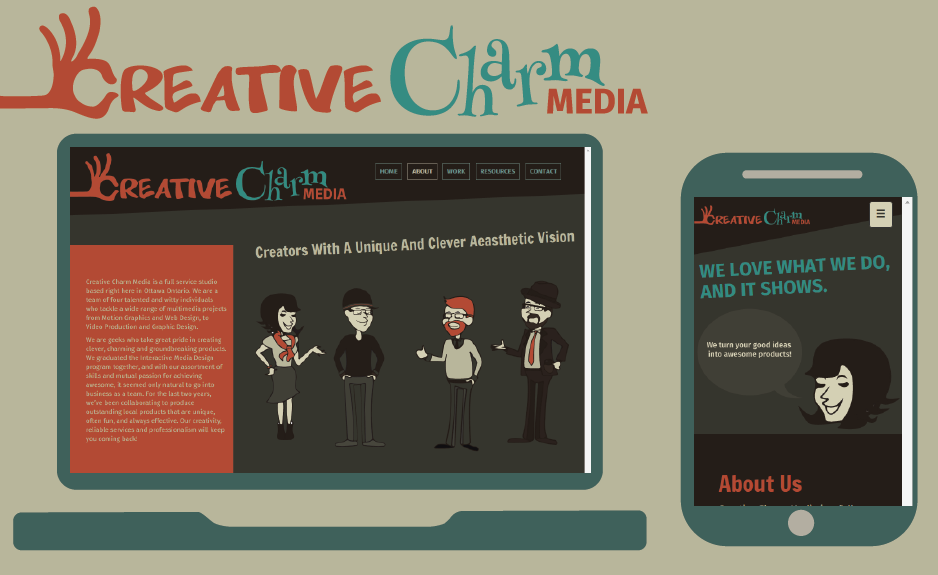 CREATIVE Charm
MEDIA
CREATIVE Charm
MEDIA
HOME ABOUT WORK RESOURCES CONTACT
Creators With A Unique And Clever Aeasthetic Vision
Creative Charm Media is a full service studio
based right here in Ottawa Ontario. We are a
team of four talented and witty individuals
who tackle a wide range of multimedia projects
from Motion Graphics and Web Design, to
Video Production and Graphic Design.
We are geeks who take great pride in creating
clever, charming and groundbreaking products.
We graduated the Interactive Media Design
program together, and with our assortment of
skills and mutual passion for achieving
awesome, it seemed only natural to go into
business as a team. For the last two years,
we've been collaborating to produce
outstanding local products that are unique,
often fun, and always effective. Our creativity,
reliable services and professionalism will keep
you coming back!
CREATIVE Charm
MEDIA
WE LOVE WHAT WE DO,
AND IT SHOWS.
We turn your good ideas
into awesome products!
About Us